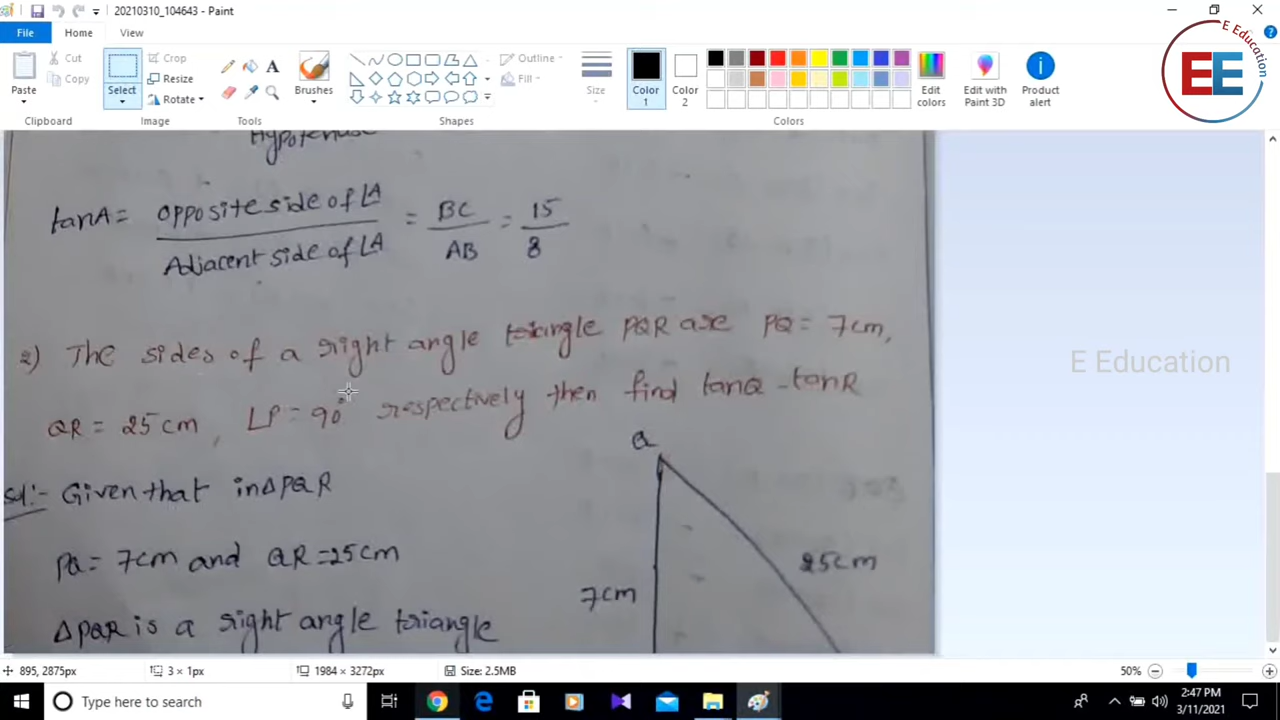 20210310_104643 - Paint
File
Home
View
Paste
Cut
Copy
Clipboard
Select
Crop
Resize
Rotate
Image
Tools
Brushes
Shapes
Outline
Fill
Size
Color 1
Color 2
Colors
Edit colors
Edit with Paint 3D
Product alert
EE
E Education
Hypotenuse
tanA = Opposite side of ∠A / Adjacent side of ∠A = BC / AB = 15 / 8
2) The sides of a right angle triangle PQR are PQ = 7cm,
QR = 25 cm, ∠P = 90° respectively then find tanQ - tanR
E Education
Sol:- Given that in ΔPQR
Q
PQ = 7cm and QR = 25cm
25cm
7cm
ΔPQR is a right angle triangle
895, 2875px
3 × 1px
1984 × 3272px
Size: 2.5MB
50%
Type here to search
2:47 PM
3/11/2021